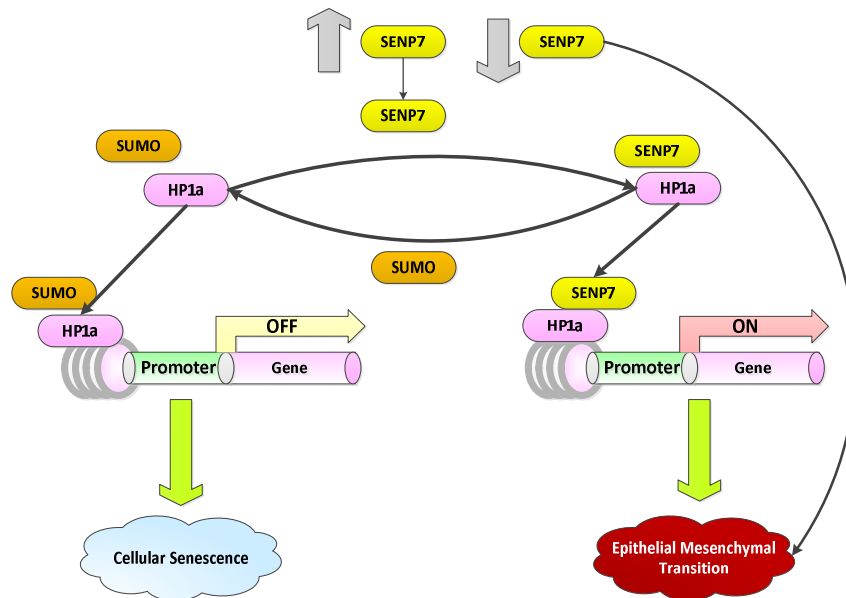 SENP7
SENP7
SENP7
SUMO
SENP7
HP1a
HP1a
SUMO
SUMO
SENP7
HP1a
OFF
HP1a
ON
Promoter
Gene
Promoter
Gene
Cellular Senescence
Epithelial Mesenchymal
Transition